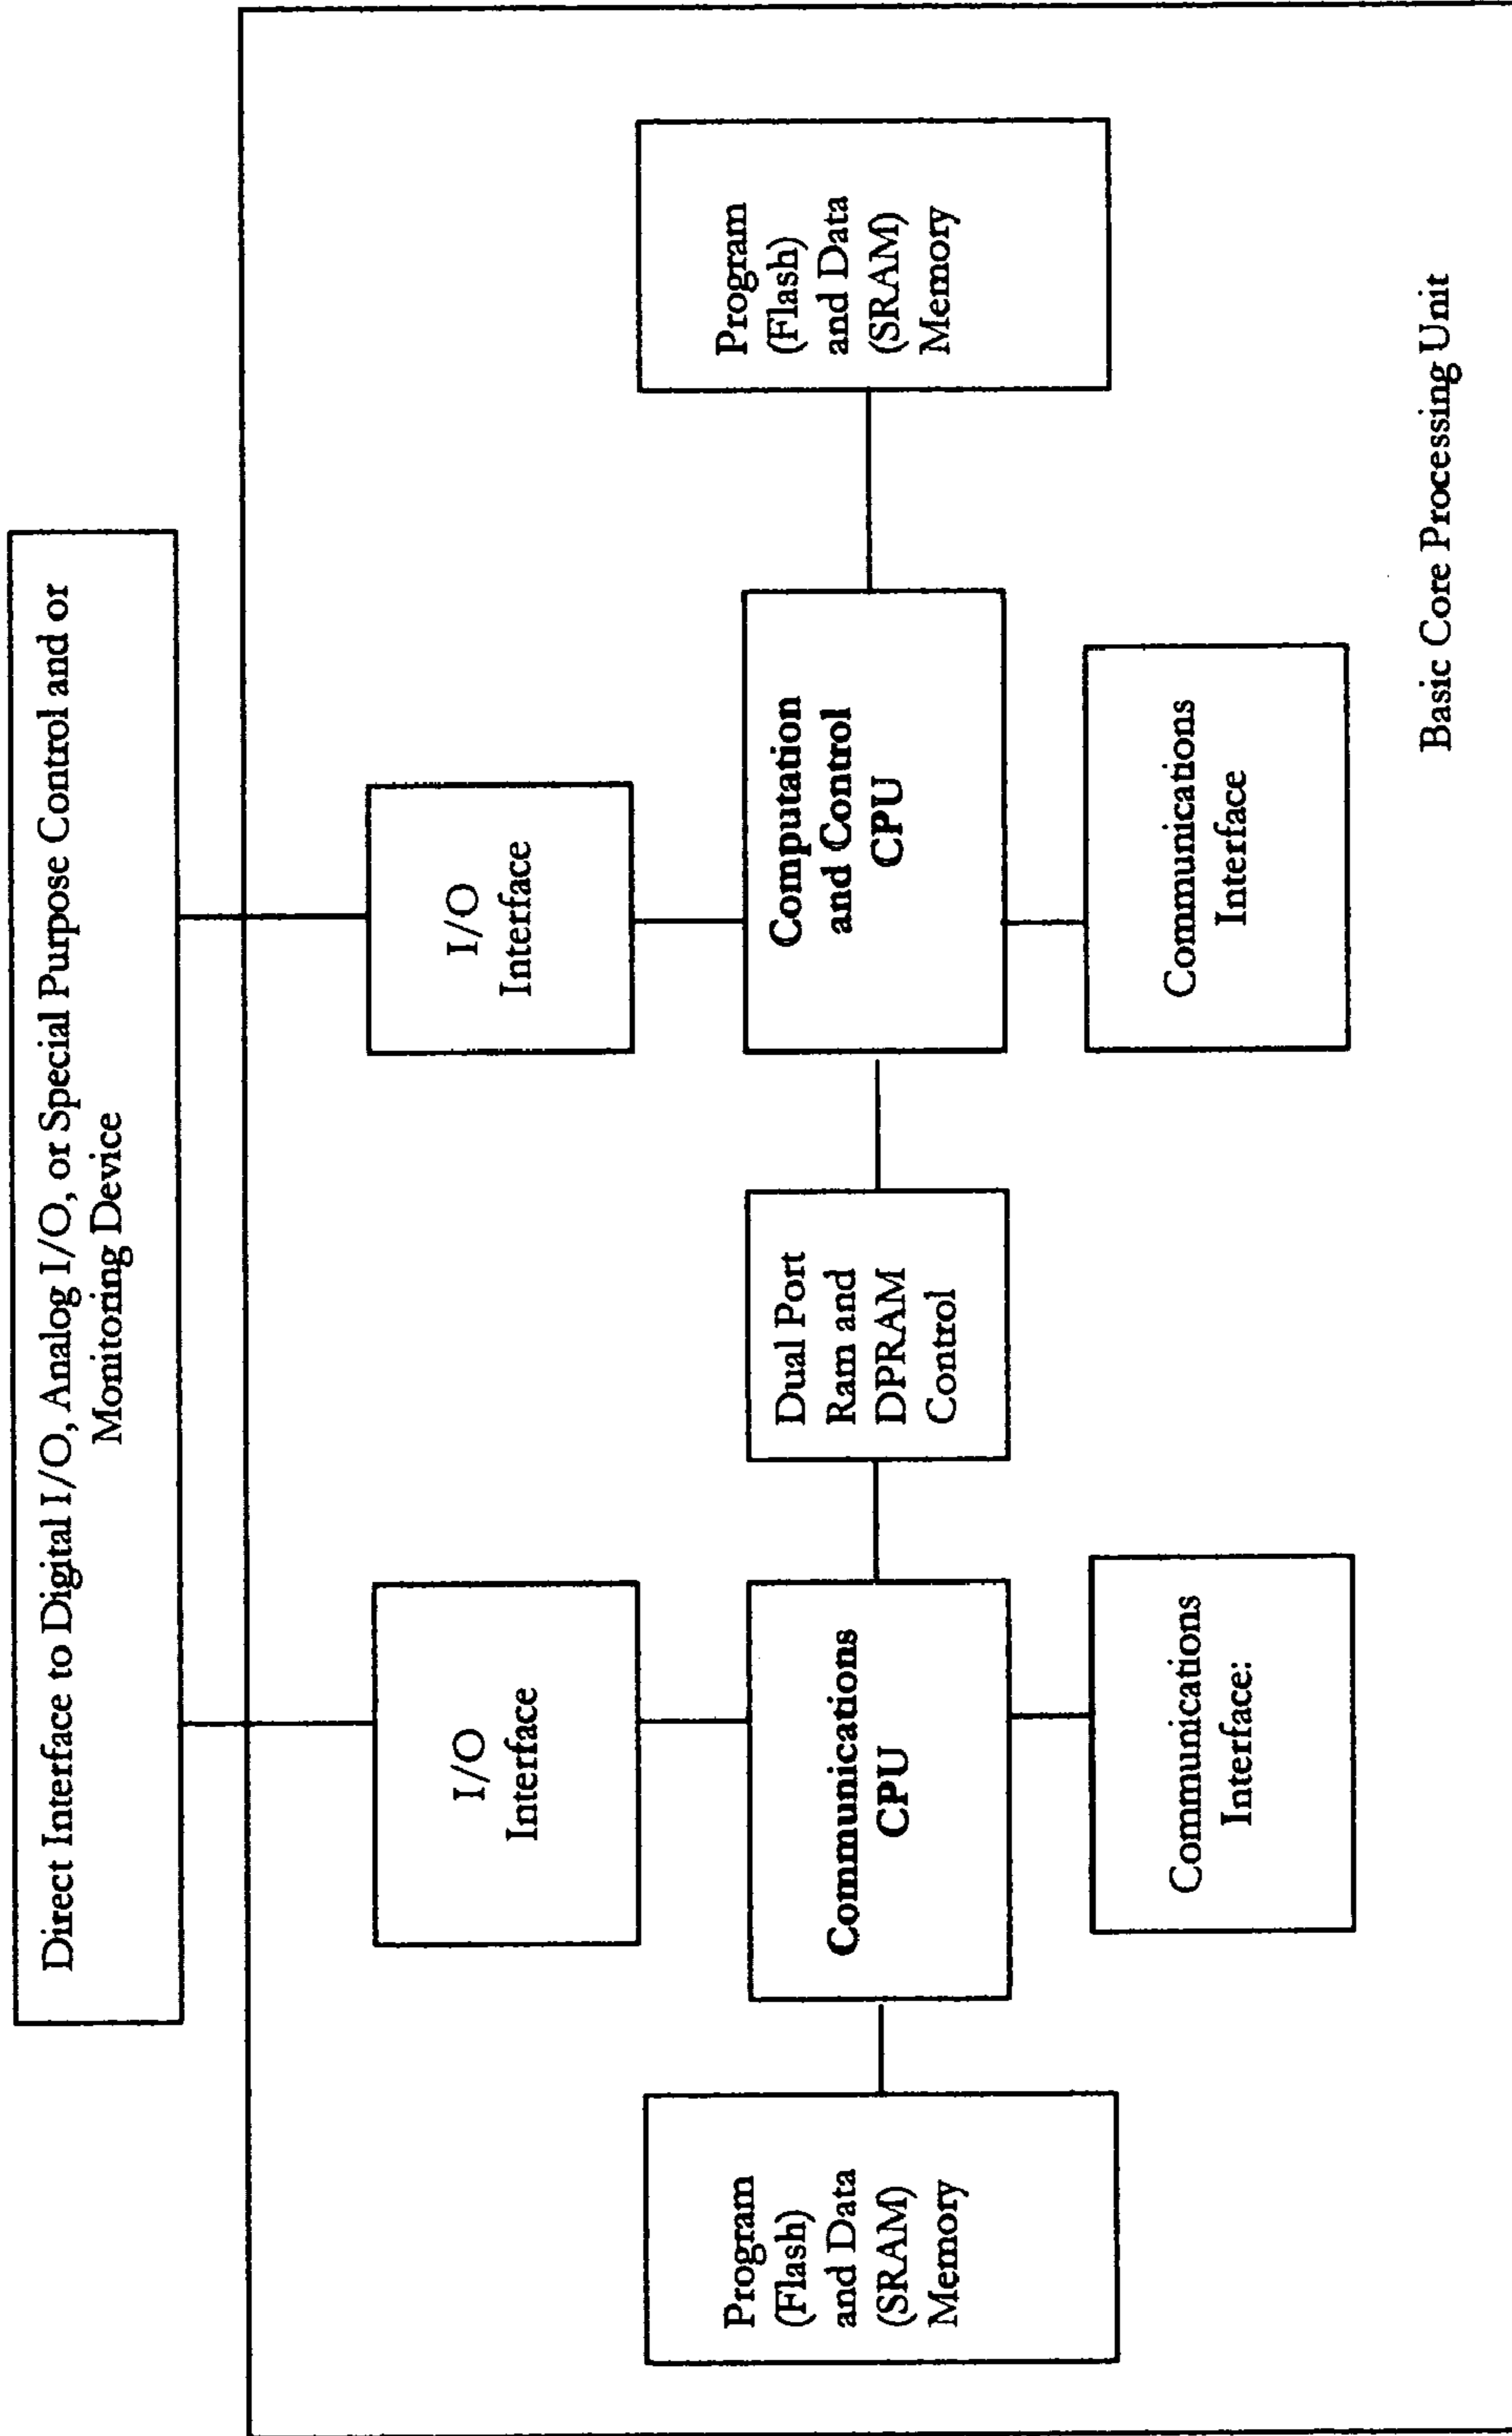 Direct Interface to Digital I/O, Analog I/O, or Special Purpose Control and or
Monitoring Device
I/O
Interface
I/O
Interface
Program
(Flash)
and Data
(SRAM)
Memory
Communications
CPU
Dual Port
Ram and
DPRAM
Control
Computation
and Control
CPU
Program
(Flash)
and Data
(SRAM)
Memory
Communications
Interface:
Communications
Interface
Basic Core Processing Unit